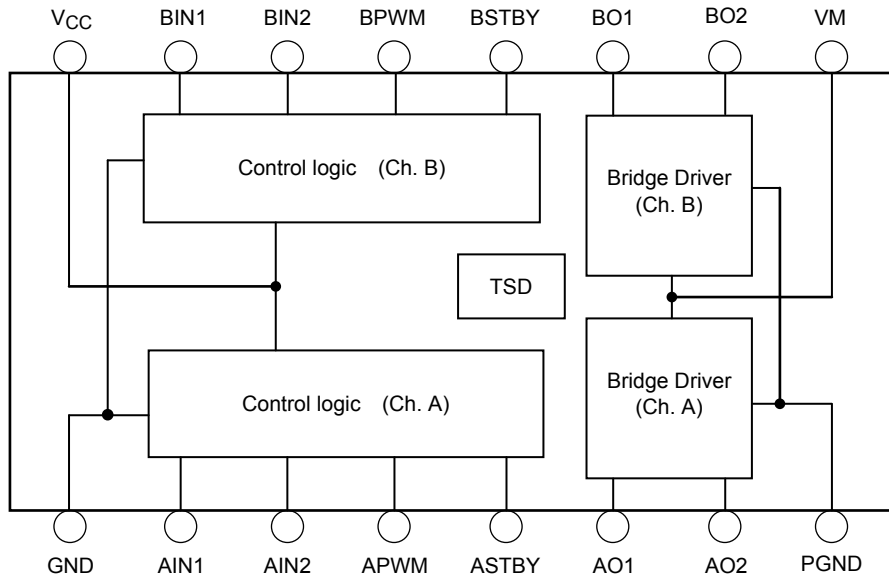 VCC BIN1 BIN2 BPWM BSTBY BO1 BO2 VM
Control logic (Ch. B)
Bridge Driver
(Ch. B)
TSD
Control logic (Ch. A)
Bridge Driver
(Ch. A)
GND AIN1 AIN2 APWM ASTBY AO1 AO2 PGND